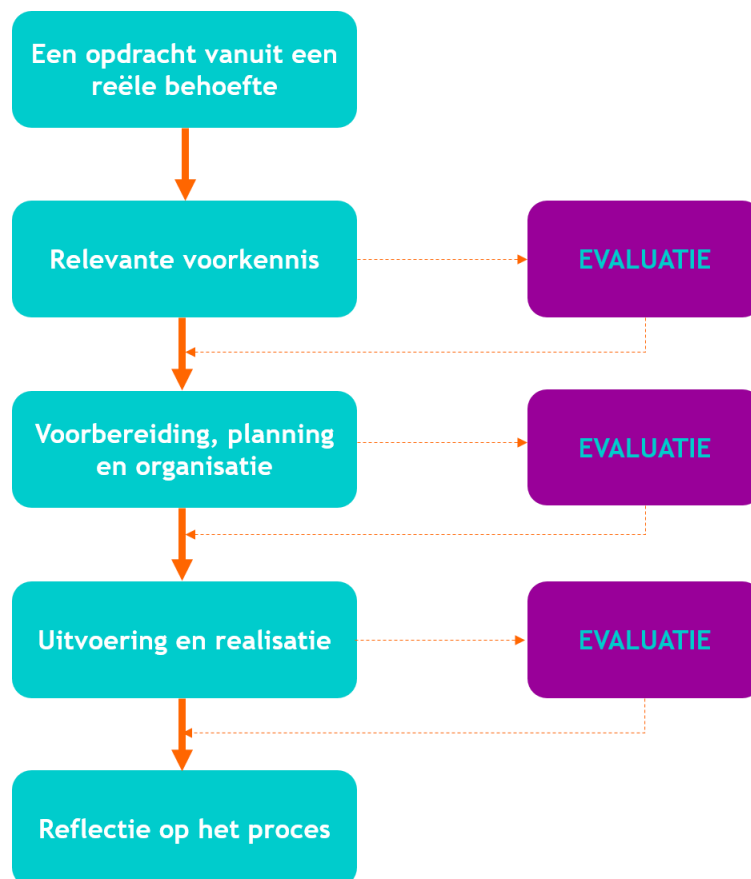 Een opdracht vanuit een
reële behoefte
Relevante voorkennis
EVALUATIE
Voorbereiding, planning
en organisatie
EVALUATIE
Uitvoering en realisatie
EVALUATIE
Reflectie op het proces